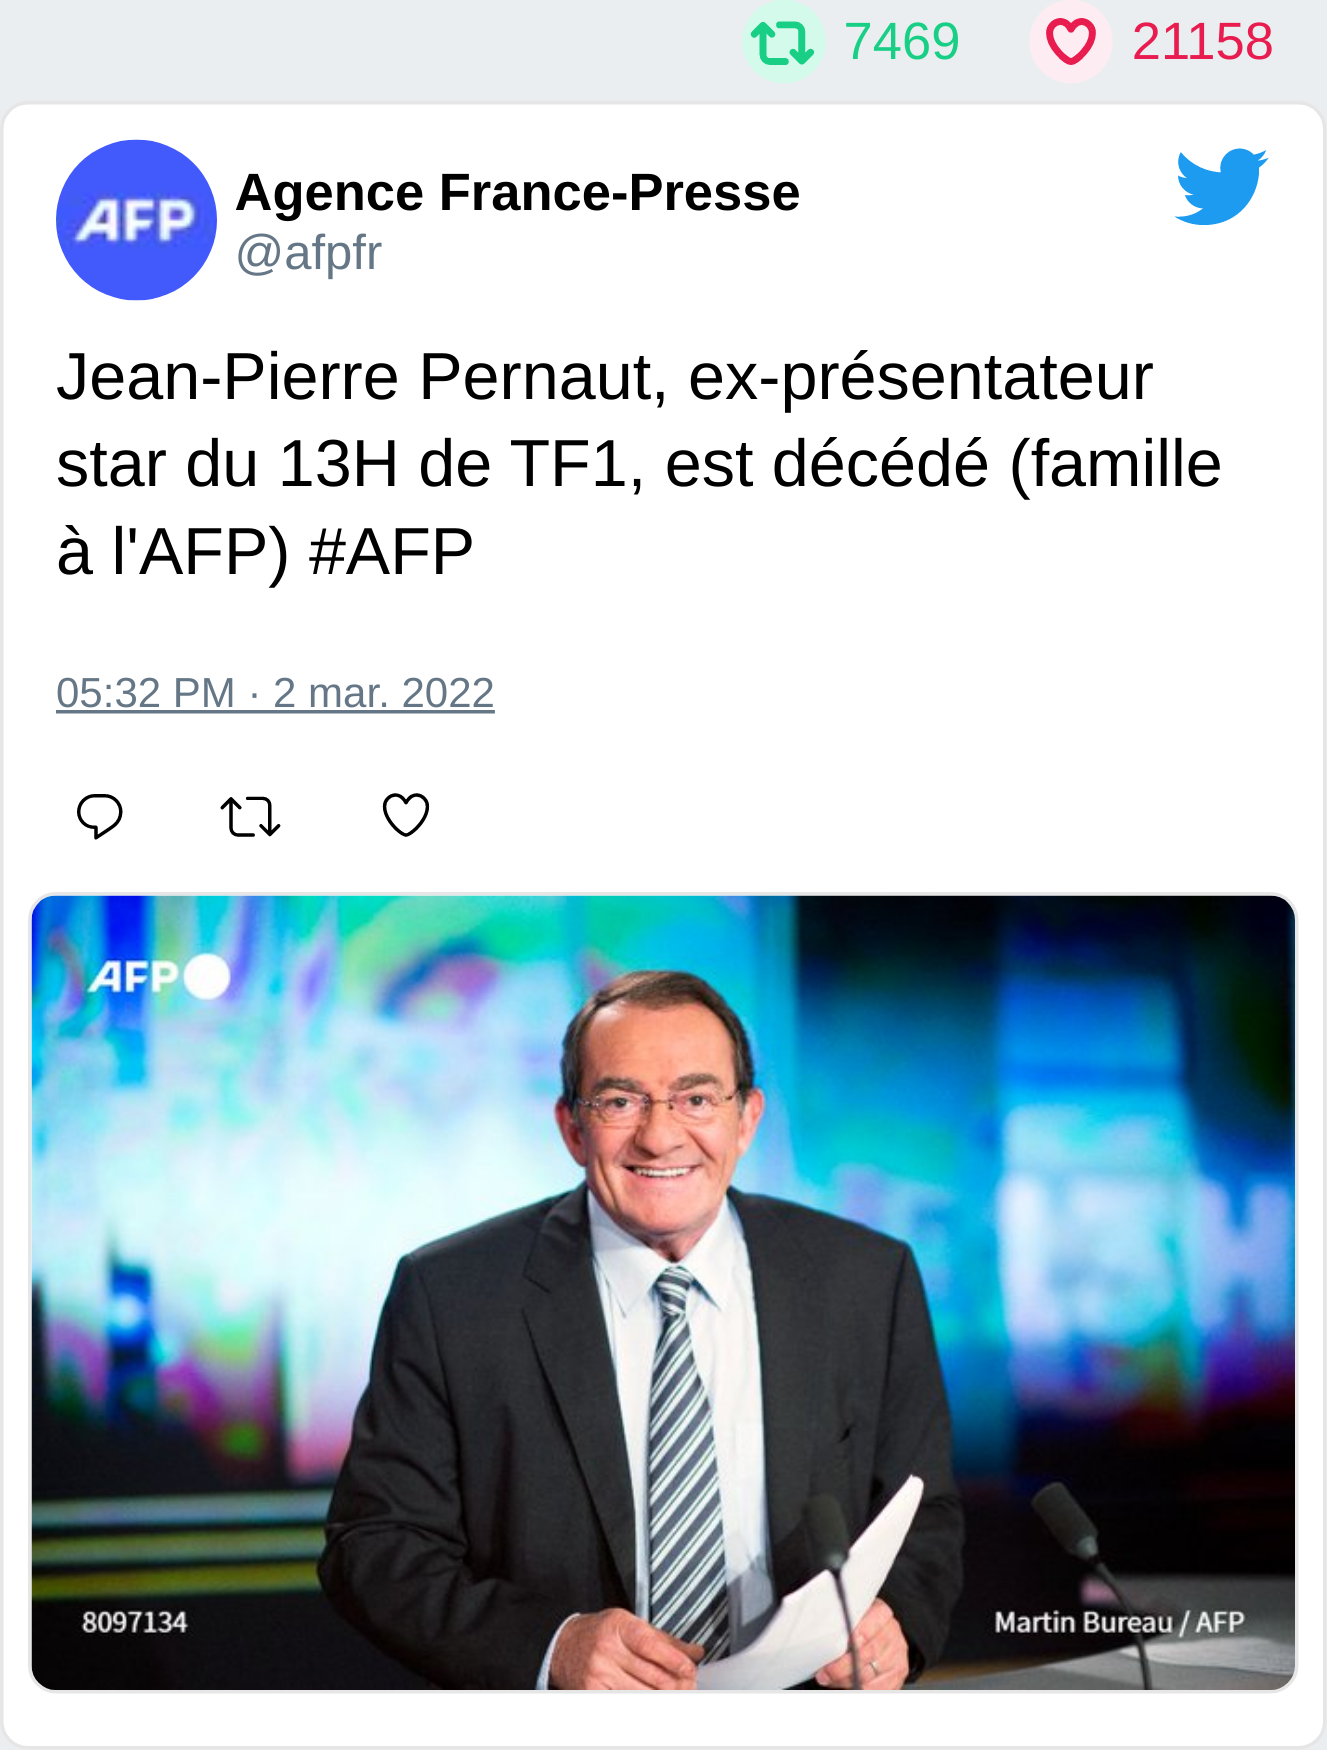 7469 21158
AFP
Agence France-Presse
@afpfr
Jean-Pierre Pernaut, ex-présentateur
star du 13H de TF1, est décédé (famille
à l'AFP) #AFP
05:32 PM · 2 mar. 2022
AFP
8097134
Martin Bureau / AFP